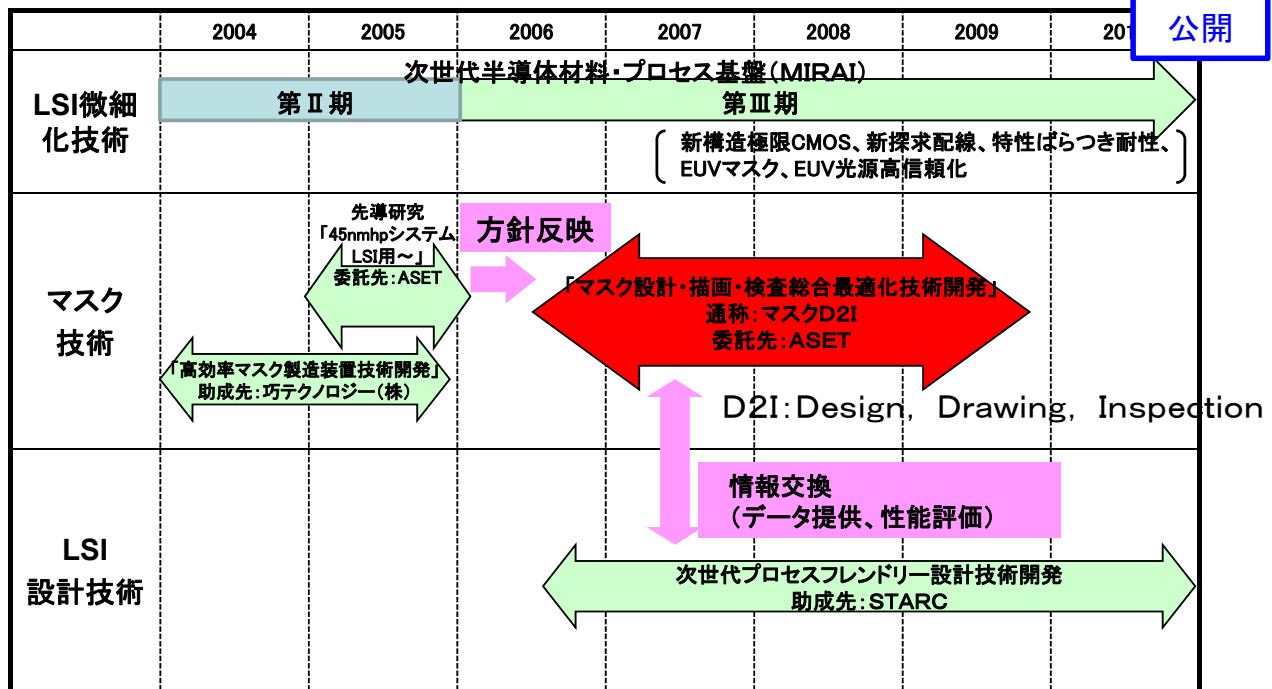 公開
2004 2005 2006 2007 2008 2009 201
LSI微細
化技術
次世代半導体材料・プロセス基盤(MIRAI)
第Ⅱ期 第Ⅲ期
新構造極限CMOS、新探求配線、特性ばらつき耐性、
EUVマスク、EUV光源高信頼化
マスク
技術
先導研究
「45nmhpシステム
LSI用~」
委託先:ASET
方針反映
「マスク設計・描画・検査総合最適化技術開発」
通称:マスクD2I
委託先:ASET
「高効率マスク製造装置技術開発」
助成先:巧テクノロジー(株)
D2I:Design, Drawing, Inspection
情報交換
(データ提供、性能評価)
LSI
設計技術
次世代プロセスフレンドリー設計技術開発
助成先:STARC